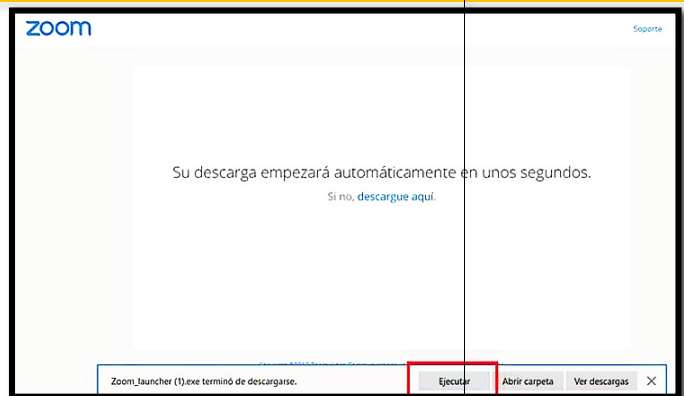 zoom
Soporte
Su descarga empezará automáticamente en unos segundos.
Si no, descargue aquí.
Zoom_launcher (1).exe terminó de descargarse.
Ejecutar
Abrir carpeta
Ver descargas